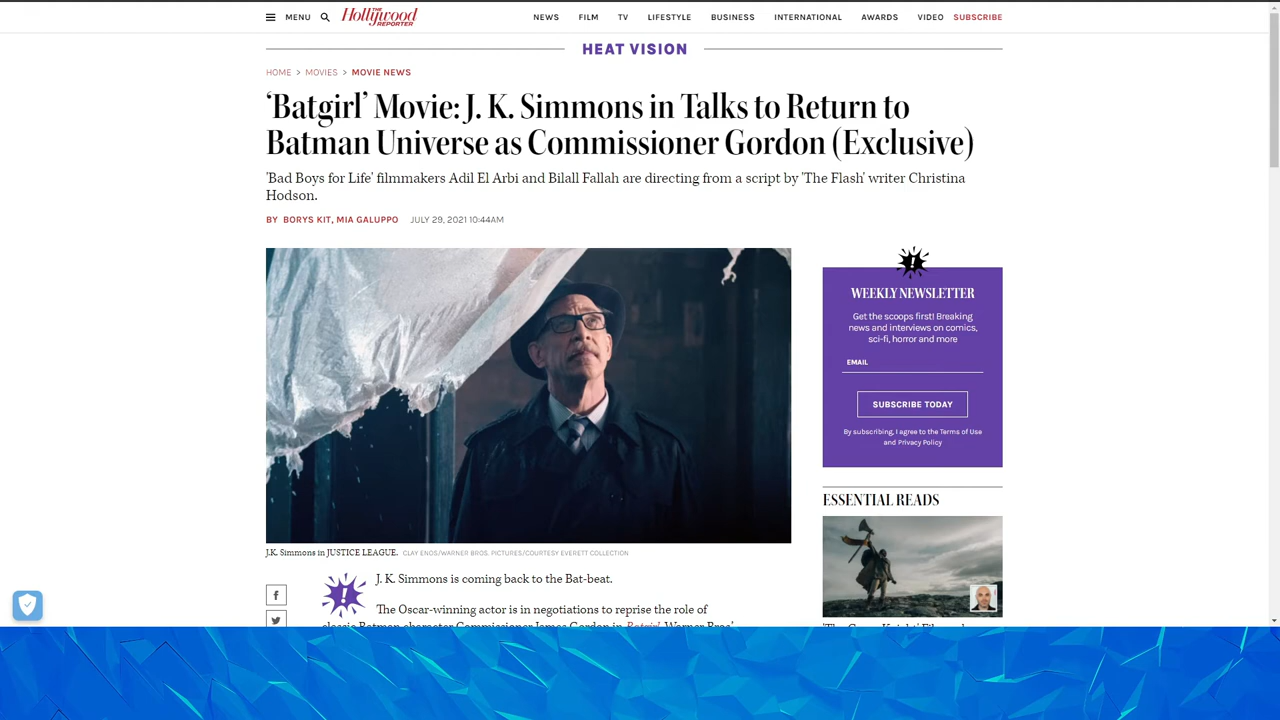 MENU
THE
Hollywood
REPORTER
NEWS FILM TV LIFESTYLE BUSINESS INTERNATIONAL AWARDS VIDEO SUBSCRIBE
HEAT VISION
HOME > MOVIES > MOVIE NEWS
‘Batgirl’ Movie: J. K. Simmons in Talks to Return to
Batman Universe as Commissioner Gordon (Exclusive)
'Bad Boys for Life' filmmakers Adil El Arbi and Bilall Fallah are directing from a script by 'The Flash' writer Christina
Hodson.
BY BORYS KIT, MIA GALUPPO JULY 29, 2021 10:44AM
J.K. Simmons in JUSTICE LEAGUE. CLAY ENOS/WARNER BROS. PICTURES/COURTESY EVERETT COLLECTION
J. K. Simmons is coming back to the Bat-beat.
The Oscar-winning actor is in negotiations to reprise the role of
classic Batman character Commissioner James Gordon in Batgirl, Warner Bros.’
!
WEEKLY NEWSLETTER
Get the scoops first! Breaking
news and interviews on comics,
sci-fi, horror and more
EMAIL
SUBSCRIBE TODAY
By subscribing, I agree to the Terms of Use
and Privacy Policy
ESSENTIAL READS